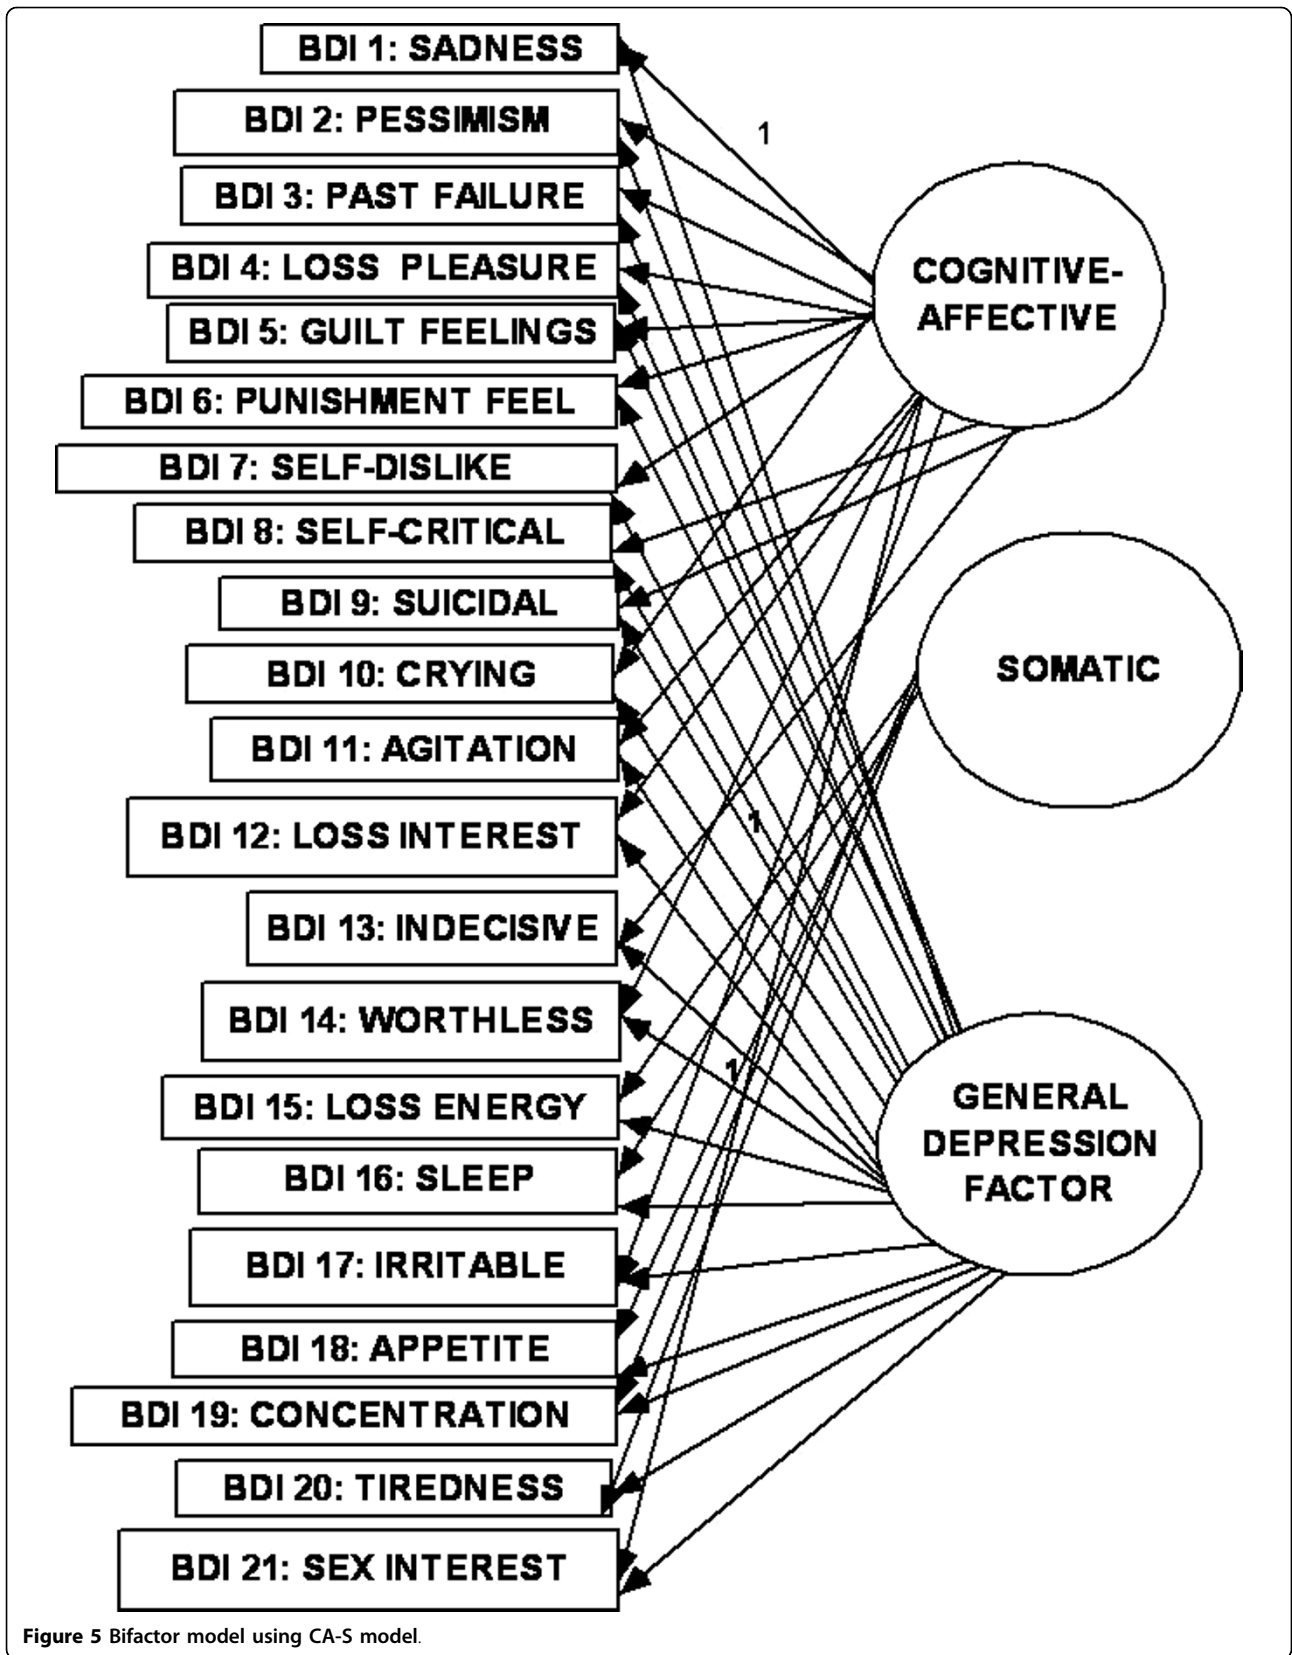 BDI 1: SADNESS
BDI 2: PESSIMISM
BDI 3: PAST FAILURE
BDI 4: LOSS PLEASURE
BDI 5: GUILT FEELINGS
BDI 6: PUNISHMENT FEEL
BDI 7: SELF-DISLIKE
BDI 8: SELF-CRITICAL
BDI 9: SUICIDAL
BDI 10: CRYING
BDI 11: AGITATION
BDI 12: LOSS INTEREST
BDI 13: INDECISIVE
BDI 14: WORTHLESS
BDI 15: LOSS ENERGY
BDI 16: SLEEP
BDI 17: IRRITABLE
BDI 18: APPETITE
BDI 19: CONCENTRATION
BDI 20: TIREDNESS
BDI 21: SEX INTEREST
1
1
1
COGNITIVE-
AFFECTIVE
SOMATIC
GENERAL
DEPRESSION
FACTOR
Figure 5 Bifactor model using CA-S model.